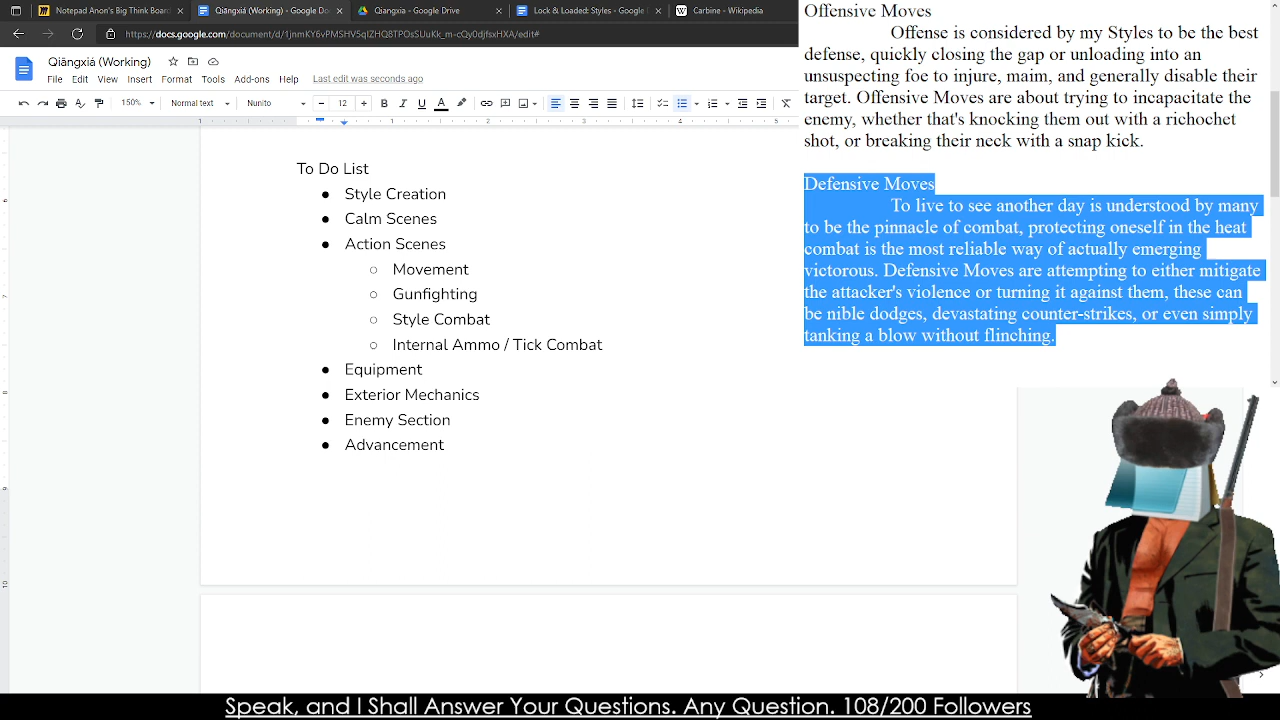 Notepad Anon's Big Think Board
Qiāngxiá (Working) - Google Do
Qiangxia - Google Drive
Lock & Loaded: Styles - Google
Carbine - Wikipedia
Qiāngxiá (Working)
File Edit View Insert Format Tools Add-ons Help Last edit was seconds ago
150% Normal text Nunito 12
To Do List
Style Creation
Calm Scenes
Action Scenes
Movement
Gunfighting
Style Combat
Internal Ammo / Tick Combat
Equipment
Exterior Mechanics
Enemy Section
Advancement
Offensive Moves
Offense is considered by my Styles to be the best
defense, quickly closing the gap or unloading into an
unsuspecting foe to injure, maim, and generally disable their
target. Offensive Moves are about trying to incapacitate the
enemy, whether that's knocking them out with a richochet
shot, or breaking their neck with a snap kick.
Defensive Moves
To live to see another day is understood by many
to be the pinnacle of combat, protecting oneself in the heat
combat is the most reliable way of actually emerging
victorous. Defensive Moves are attempting to either mitigate
the attacker's violence or turning it against them, these can
be nible dodges, devastating counter-strikes, or even simply
tanking a blow without flinching.
Speak, and I Shall Answer Your Questions. Any Question. 108/200 Followers